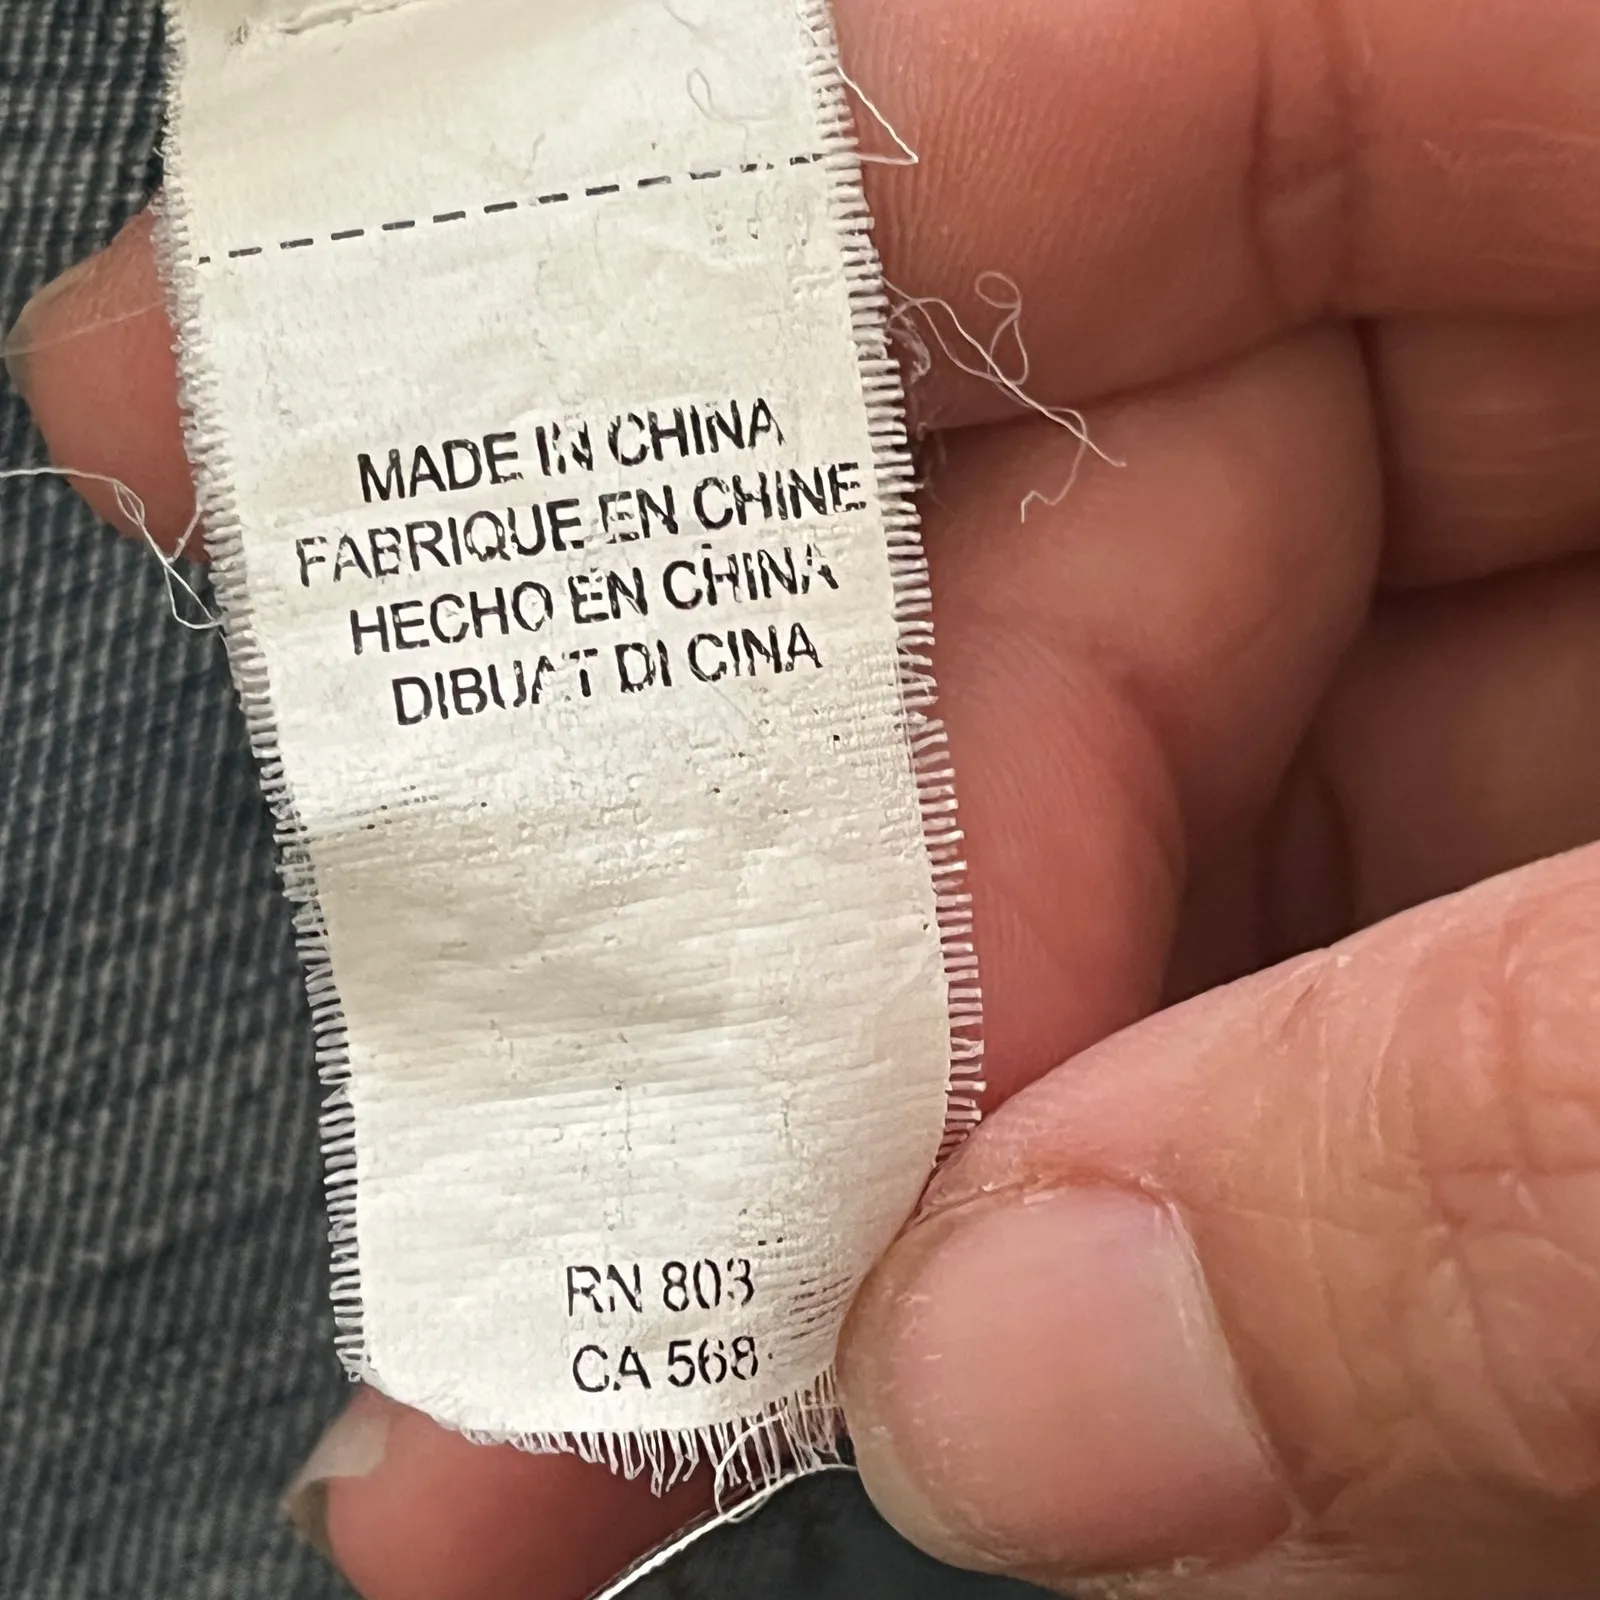 MADE IN CHINA
FABRIQUE EN CHINE
HECHO EN CHINA
DIBUAT DI CINA
RN 803
CA 568